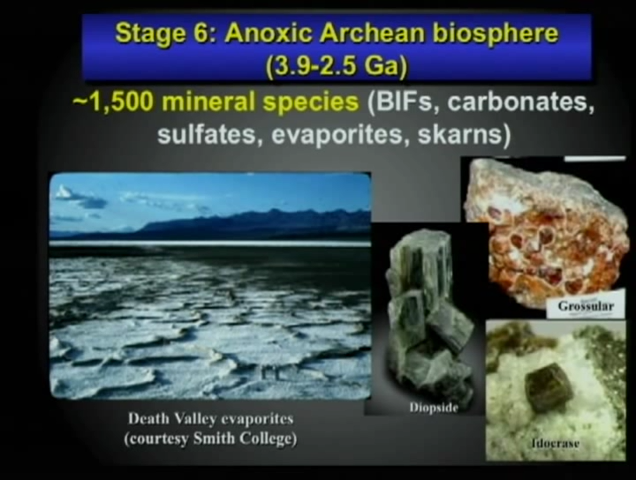 Stage 6: Anoxic Archean biosphere
(3.9-2.5 Ga)
~1,500 mineral species (BIFs, carbonates,
sulfates, evaporites, skarns)
Grossular
Diopside
Idocrase
Death Valley evaporites
(courtesy Smith College)